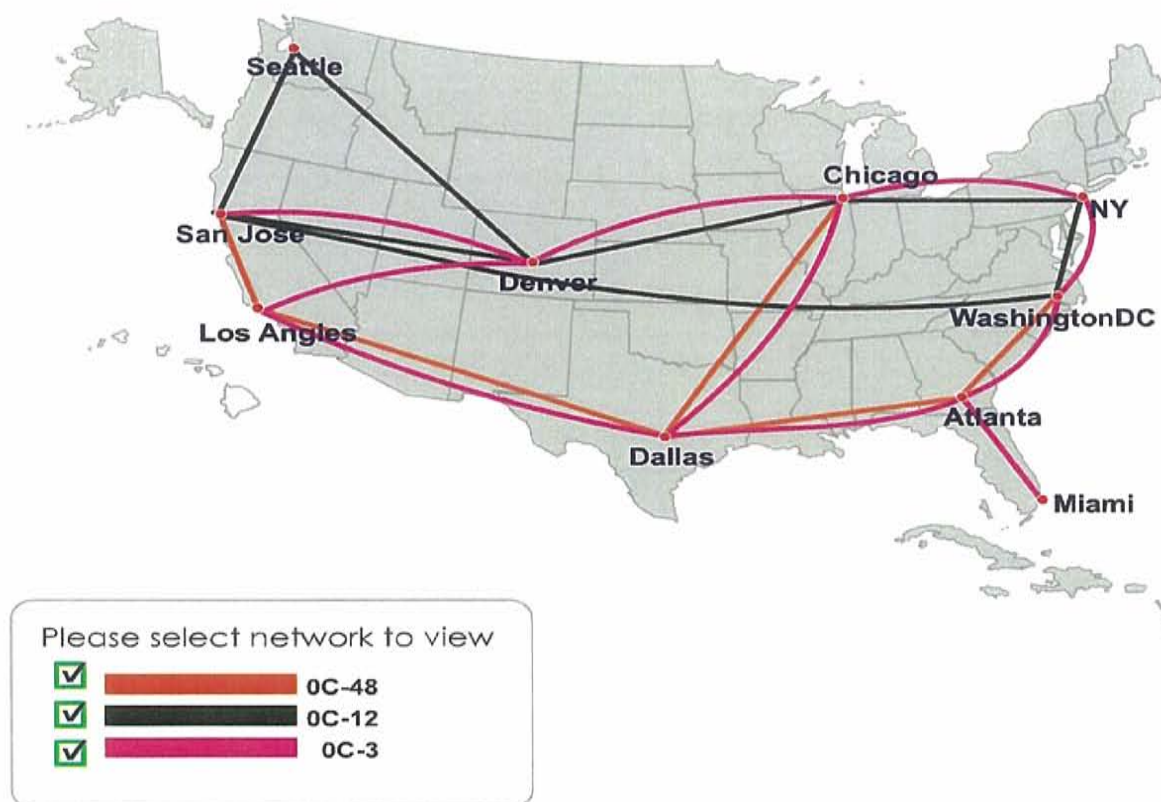 Seattle
Chicago
San Jose
NY
Denver
Los Angles
WashingtonDC
Atlanta
Dallas
Miami
Please select network to view
0C-48
0C-12
0C-3